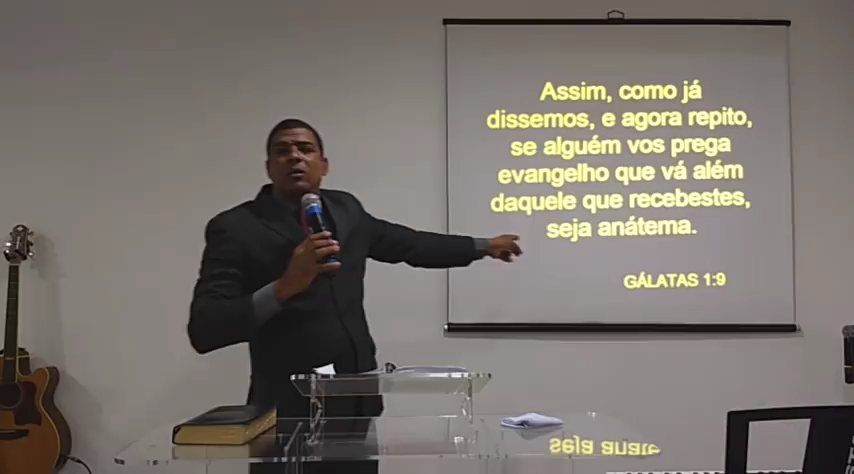 Assim, como já
dissemos, e agora repito,
se alguém vos prega
evangelho que vá além
daquele que recebestes,
seja anátema.
GÁLATAS 1:9